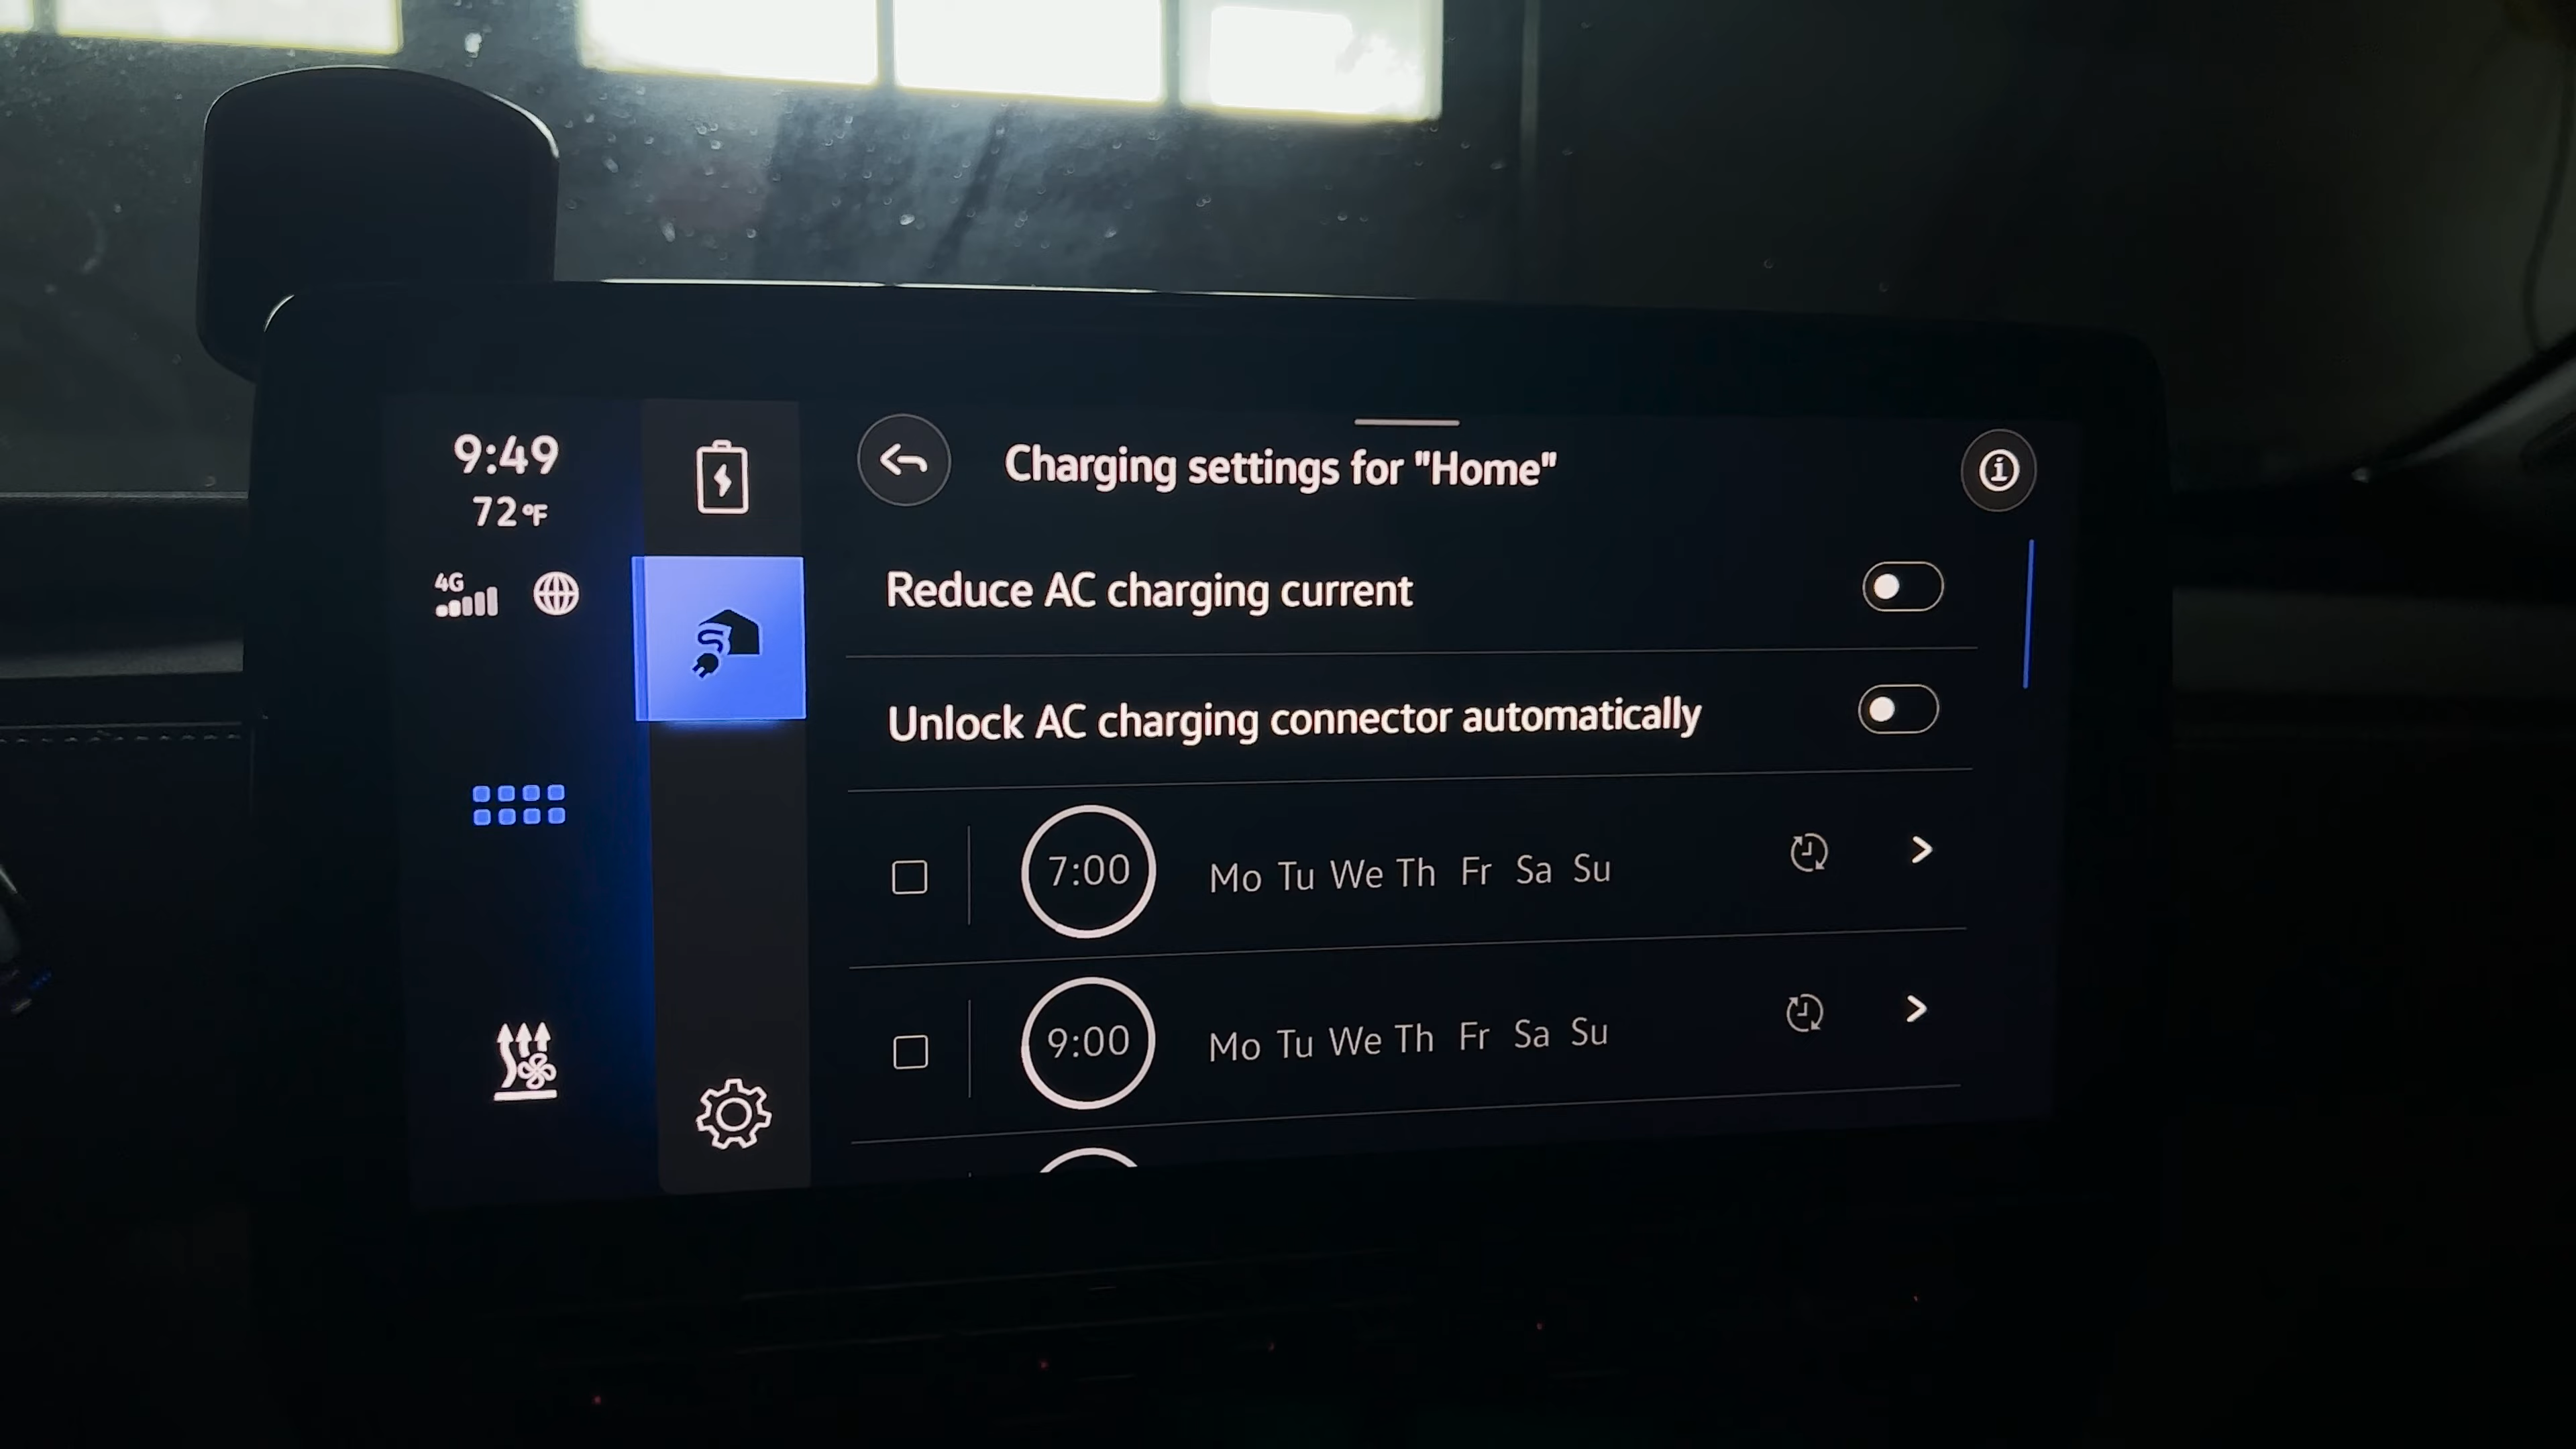 9:49
72°F
4G
Charging settings for "Home"
Reduce AC charging current
Unlock AC charging connector automatically
7:00 Mo Tu We Th Fr Sa Su
9:00 Mo Tu We Th Fr Sa Su